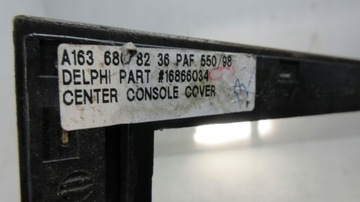 A163 680 82 36 PAF 550/98
DELPHI PART #16866034
CENTER CONSOLE COVER